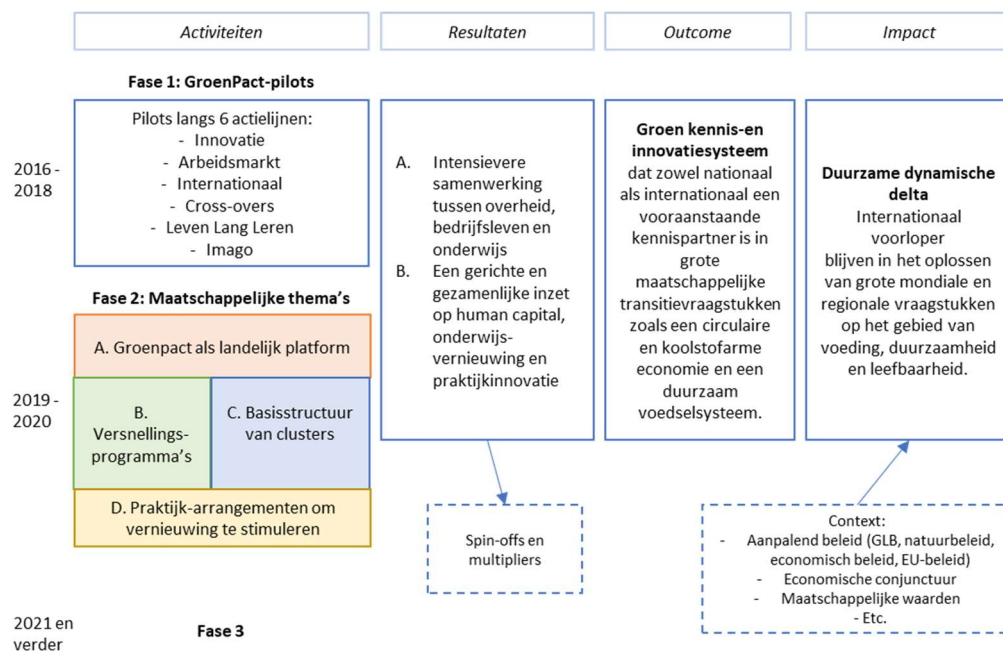 Activiteiten
Resultaten
Outcome
Impact
Fase 1: GroenPact-pilots
2016 -
2018
Pilots langs 6 actielijnen:
- Innovatie
- Arbeidsmarkt
- Internationaal
- Cross-overs
- Leven Lang Leren
- Imago
Fase 2: Maatschappelijke thema's
2019 -
2020
A. Groenpact als landelijk platform
B.
Versnellings-
programma's
C. Basisstructuur
van clusters
D. Praktijk-arrangementen om
vernieuwing te stimuleren
2021 en
verder
Fase 3
A. Intensievere
samenwerking
tussen overheid,
bedrijfsleven en
onderwijs
B. Een gerichte en
gezamenlijke inzet
op human capital,
onderwijs-
vernieuwing en
praktijkinnovatie
Spin-offs en
multipliers
Groen kennis-en
innovatiesysteem
dat zowel nationaal
als internationaal een
vooraanstaande
kennispartner is in
grote
maatschappelijke
transitievraagstukken
zoals een circulaire
en koolstofarme
economie en een
duurzaam
voedselsysteem.
Duurzame dynamische
delta
Internationaal
voorloper
blijven in het oplossen
van grote mondiale en
regionale vraagstukken
op het gebied van
voeding, duurzaamheid
en leefbaarheid.
Context:
- Aanpalend beleid (GLB, natuurbeleid,
economisch beleid, EU-beleid)
- Economische conjunctuur
- Maatschappelijke waarden
- Etc.